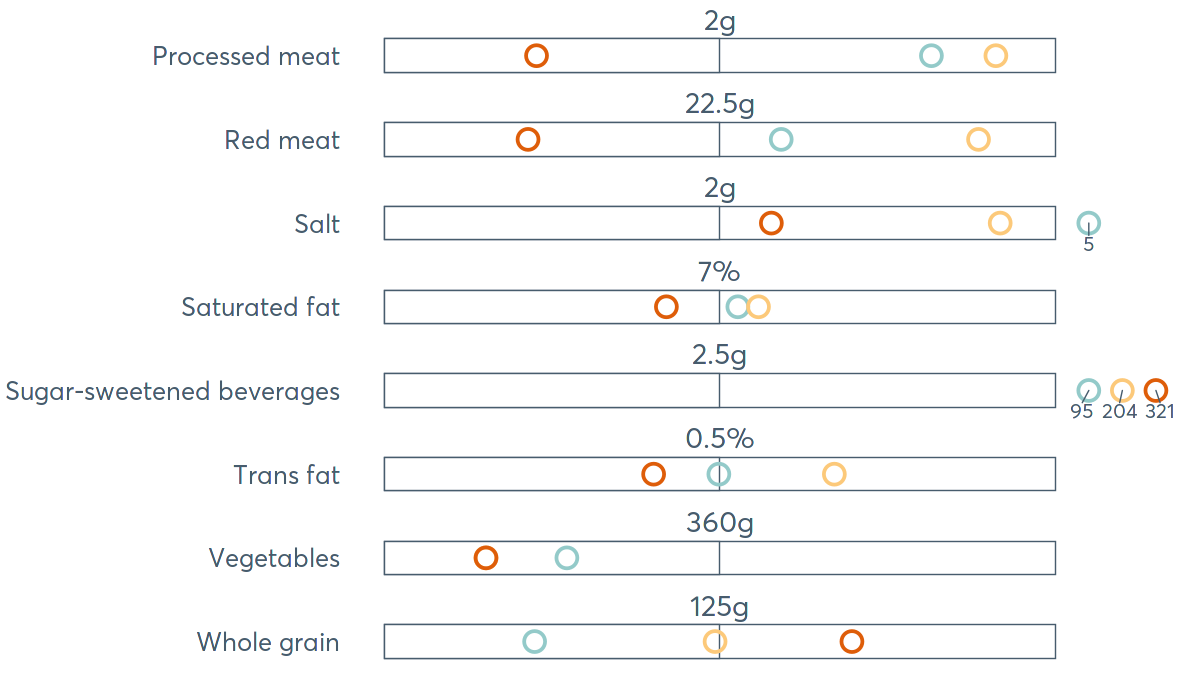 2g
Processed meat
22.5g
Red meat
2g
Salt
5
7%
Saturated fat
2.5g
Sugar-sweetened beverages
95 204 321
0.5%
Trans fat
360g
Vegetables
125g
Whole grain